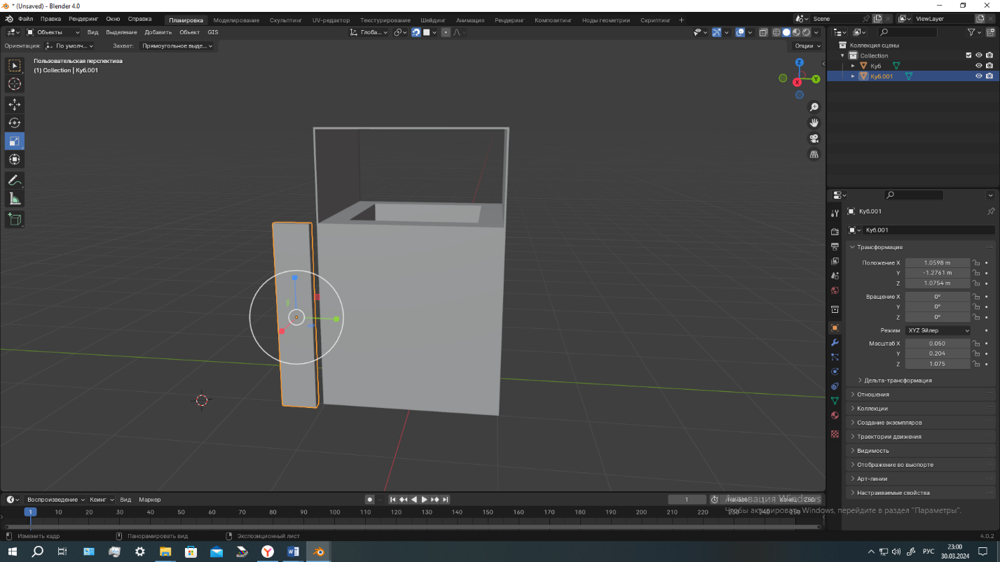 * (Unsaved) - Blender 4.0
Файл Правка Рендеринг Окно Справка Планировка Моделирование Скульптинг UV-редактор Текстурирование Шейдинг Анимация Рендеринг Композитинг Ноды геометрии Скриптинг + Scene ViewLayer
Объекты Вид Выделение Добавить Объект GIS Глоба...
Ориентация: По умолч... Захват: Прямоугольное выде... Опции
Пользовательская перспектива
(1) Collection | Куб.001
Z
Y
X
Коллекция сцены
Collection
Куб
Куб.001
Куб.001
Куб.001
Трансформация
Положение X 1.0598 m
Y -1.2761 m
Z 1.0754 m
Вращение X 0°
Y 0°
Z 0°
Режим XYZ Эйлер
Масштаб X 0.050
Y 0.204
Z 1.075
Дельта-трансформация
Отношения
Коллекции
Создание экземпляров
Траектории движения
Видимость
Отображение во вьюпорте
Арт-линии
Настраиваемые свойства
Воспроизведение Кеинг Вид Маркер 1 Начало 1 Конец 250
Активация Windows
Чтобы активировать Windows, перейдите в раздел "Параметры".
1 10 20 30 40 50 60 70 80 90 100 110 120 130 140 150 160 170 180 190 200 210 220 230 240 250
Изменить кадр Панорамировать вид Экспозиционный лист 4.0.2
РУС 23:00
30.03.2024